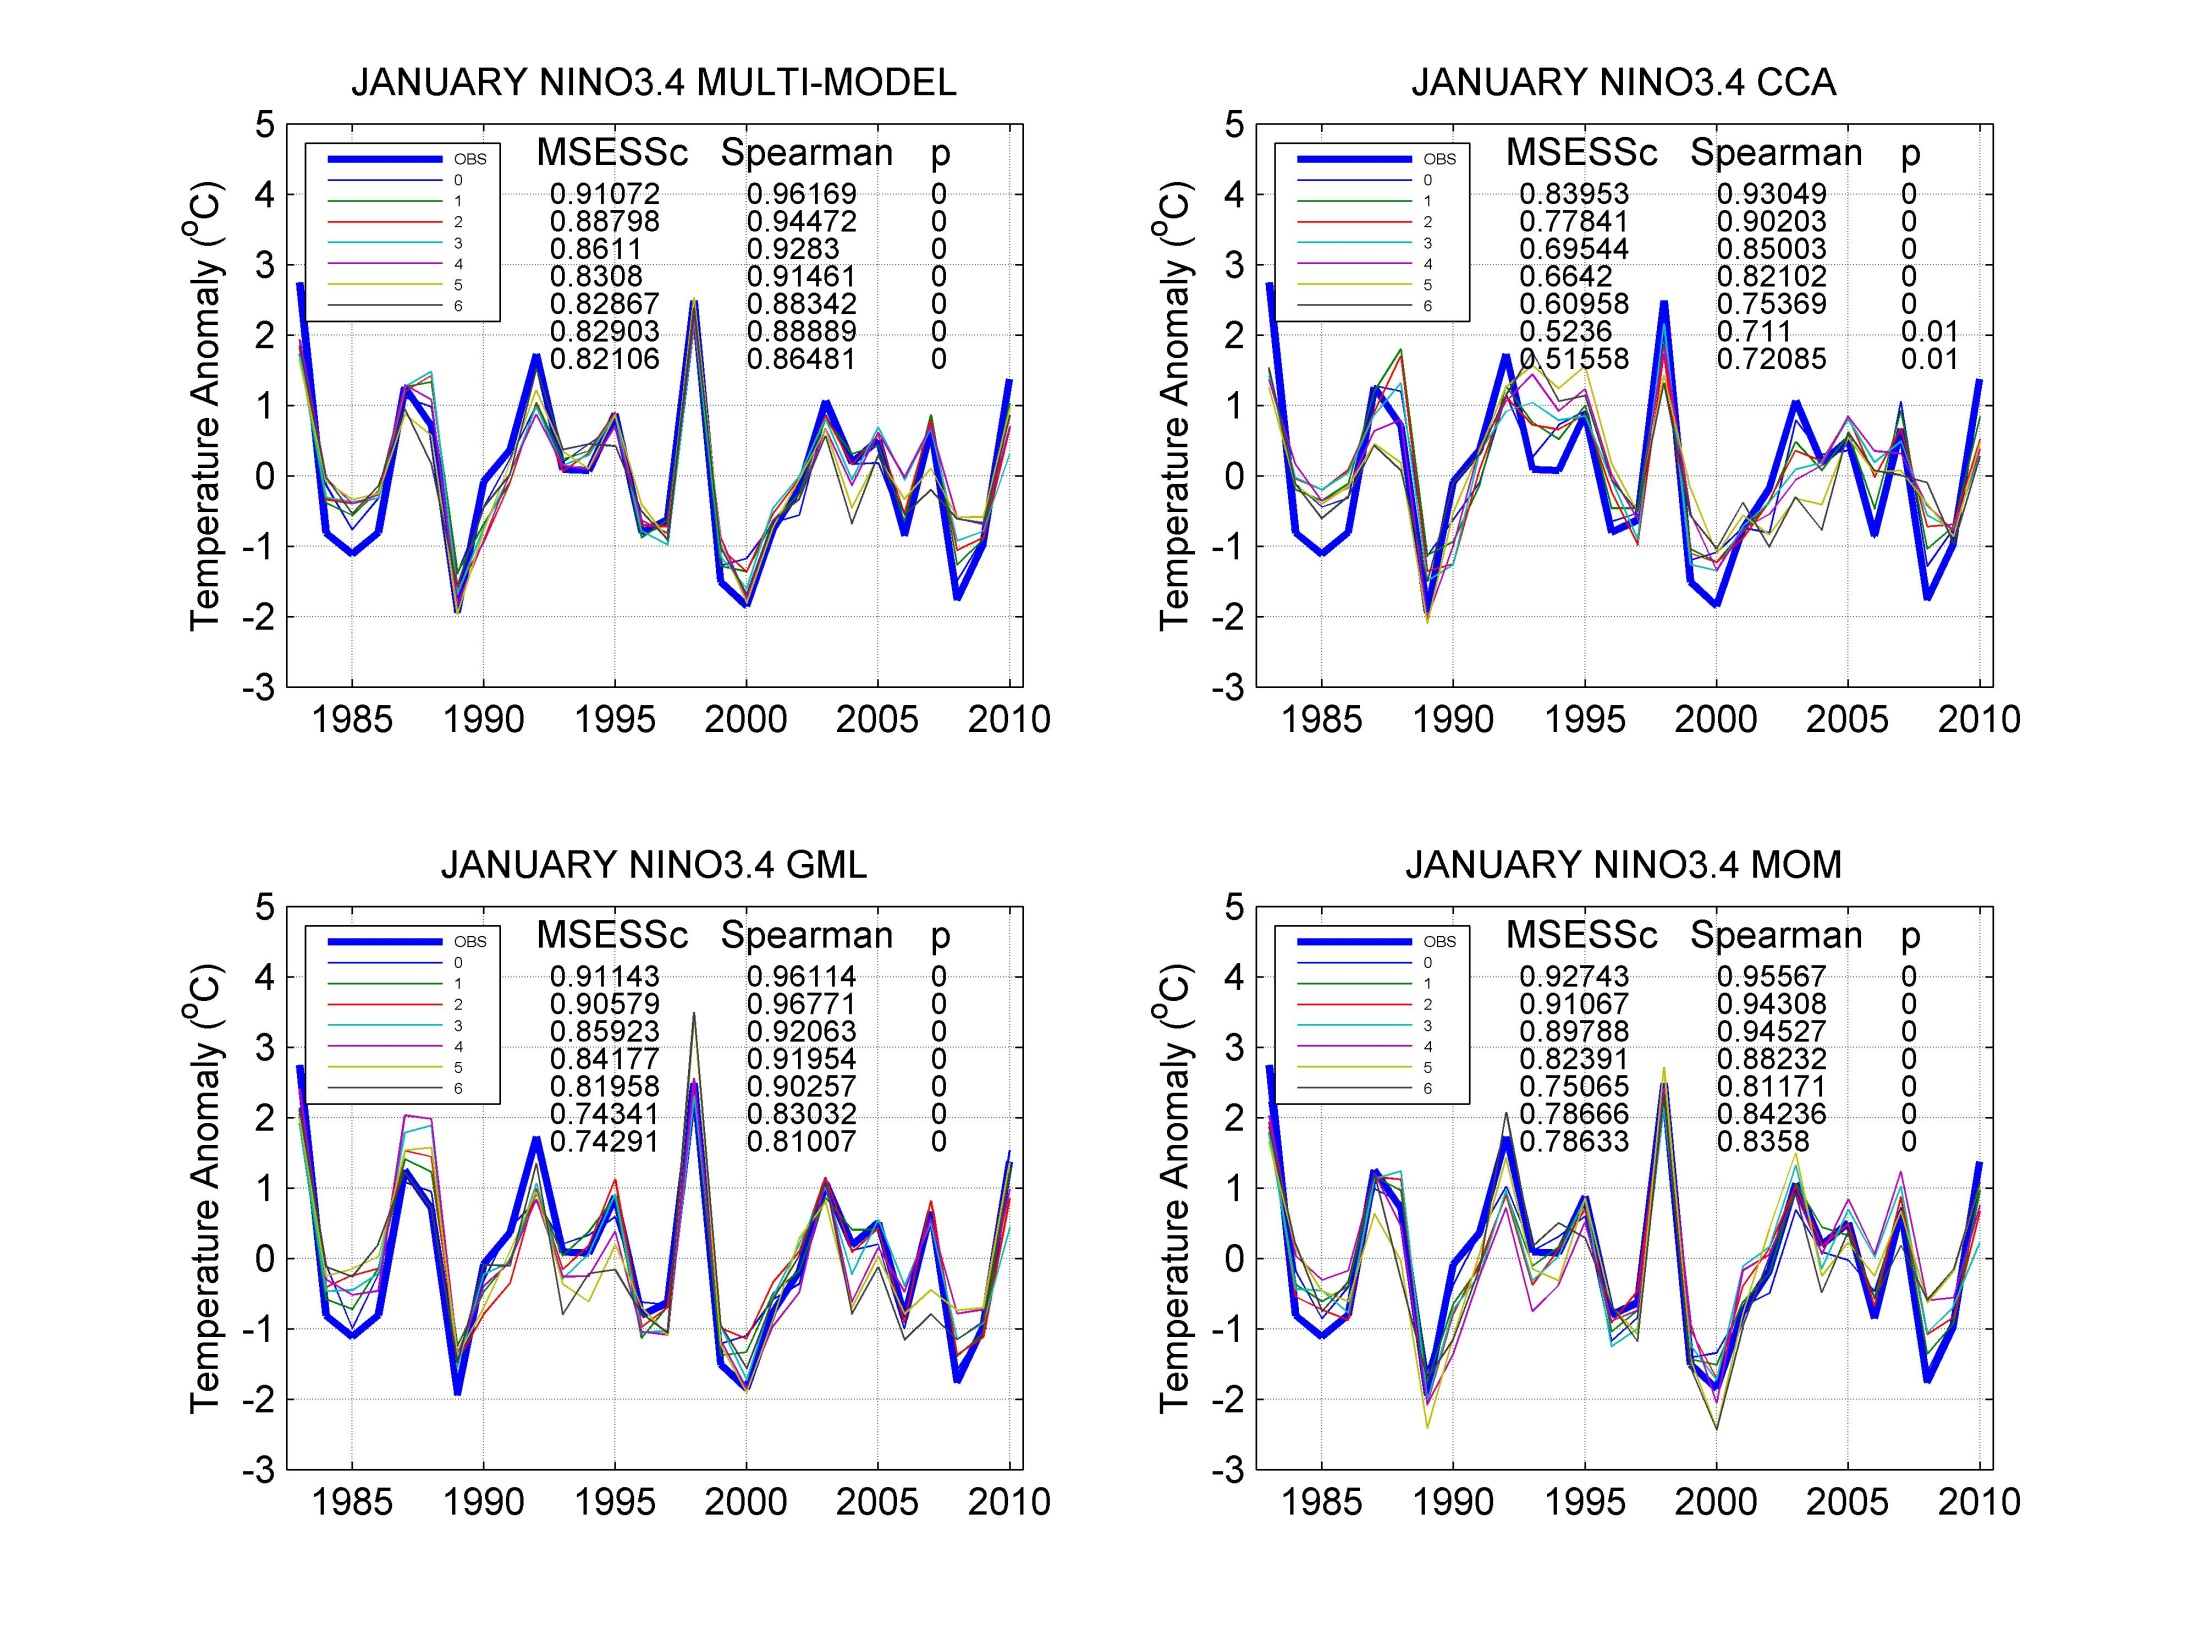 JANUARY NINO3.4 MULTI-MODEL
Temperature Anomaly (°C)
5
4
3
2
1
0
-1
-2
-3
1985 1990 1995 2000 2005 2010
OBS
0
1
2
3
4
5
6
MSESSc Spearman p
0.91072 0.96169 0
0.88798 0.94472 0
0.8611 0.9283 0
0.8308 0.91461 0
0.82867 0.88342 0
0.82903 0.88889 0
0.82106 0.86481 0
JANUARY NINO3.4 CCA
Temperature Anomaly (°C)
5
4
3
2
1
0
-1
-2
-3
1985 1990 1995 2000 2005 2010
OBS
0
1
2
3
4
5
6
MSESSc Spearman p
0.83953 0.93049 0
0.77841 0.90203 0
0.69544 0.85003 0
0.6642 0.82102 0
0.60958 0.75369 0
0.5236 0.711 0.01
0.51558 0.72085 0.01
JANUARY NINO3.4 GML
Temperature Anomaly (°C)
5
4
3
2
1
0
-1
-2
-3
1985 1990 1995 2000 2005 2010
OBS
0
1
2
3
4
5
6
MSESSc Spearman p
0.91143 0.96114 0
0.90579 0.96771 0
0.85923 0.92063 0
0.84177 0.91954 0
0.81958 0.90257 0
0.74341 0.83032 0
0.74291 0.81007 0
JANUARY NINO3.4 MOM
Temperature Anomaly (°C)
5
4
3
2
1
0
-1
-2
-3
1985 1990 1995 2000 2005 2010
OBS
0
1
2
3
4
5
6
MSESSc Spearman p
0.92743 0.95567 0
0.91067 0.94308 0
0.89788 0.94527 0
0.82391 0.88232 0
0.75065 0.81171 0
0.78666 0.84236 0
0.78633 0.8358 0